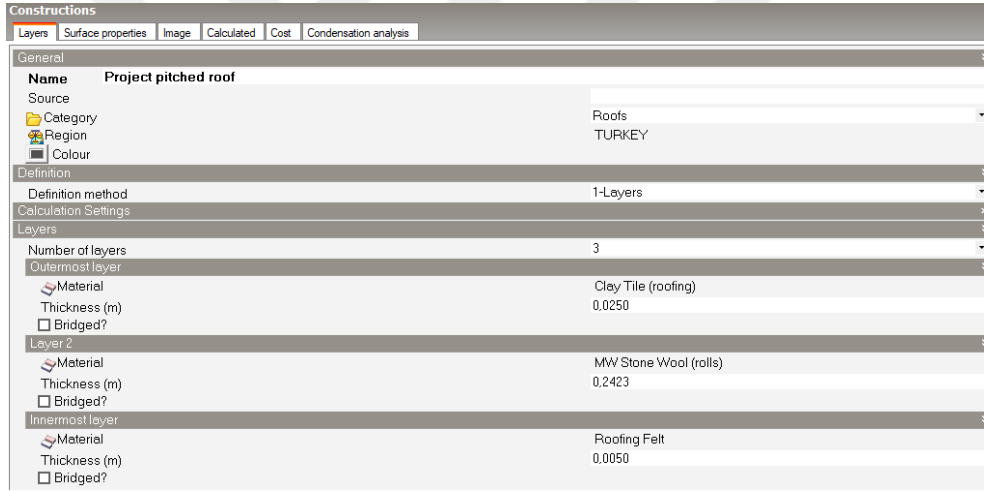 Constructions
Layers Surface properties Image Calculated Cost Condensation analysis
General
Name Project pitched roof
Source
Category Roofs
Region TURKEY
Colour
Definition
Definition method 1-Layers
Calculation Settings
Layers
Number of layers 3
Outermost layer
Material Clay Tile (roofing)
Thickness (m) 0,0250
Bridged?
Layer 2
Material MW Stone Wool (rolls)
Thickness (m) 0,2423
Bridged?
Innermost layer
Material Roofing Felt
Thickness (m) 0,0050
Bridged?